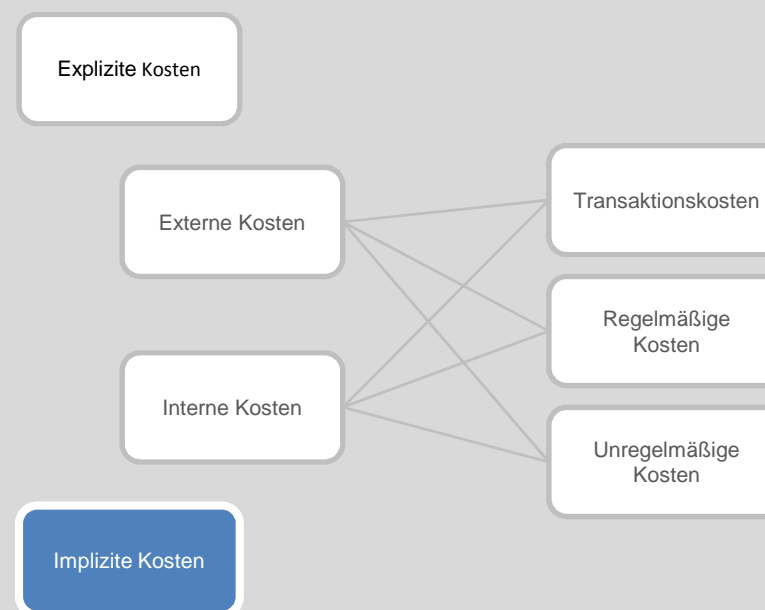 Explizite Kosten
Externe Kosten
Transaktionskosten
Regelmäßige
Kosten
Interne Kosten
Unregelmäßige
Kosten
Implizite Kosten